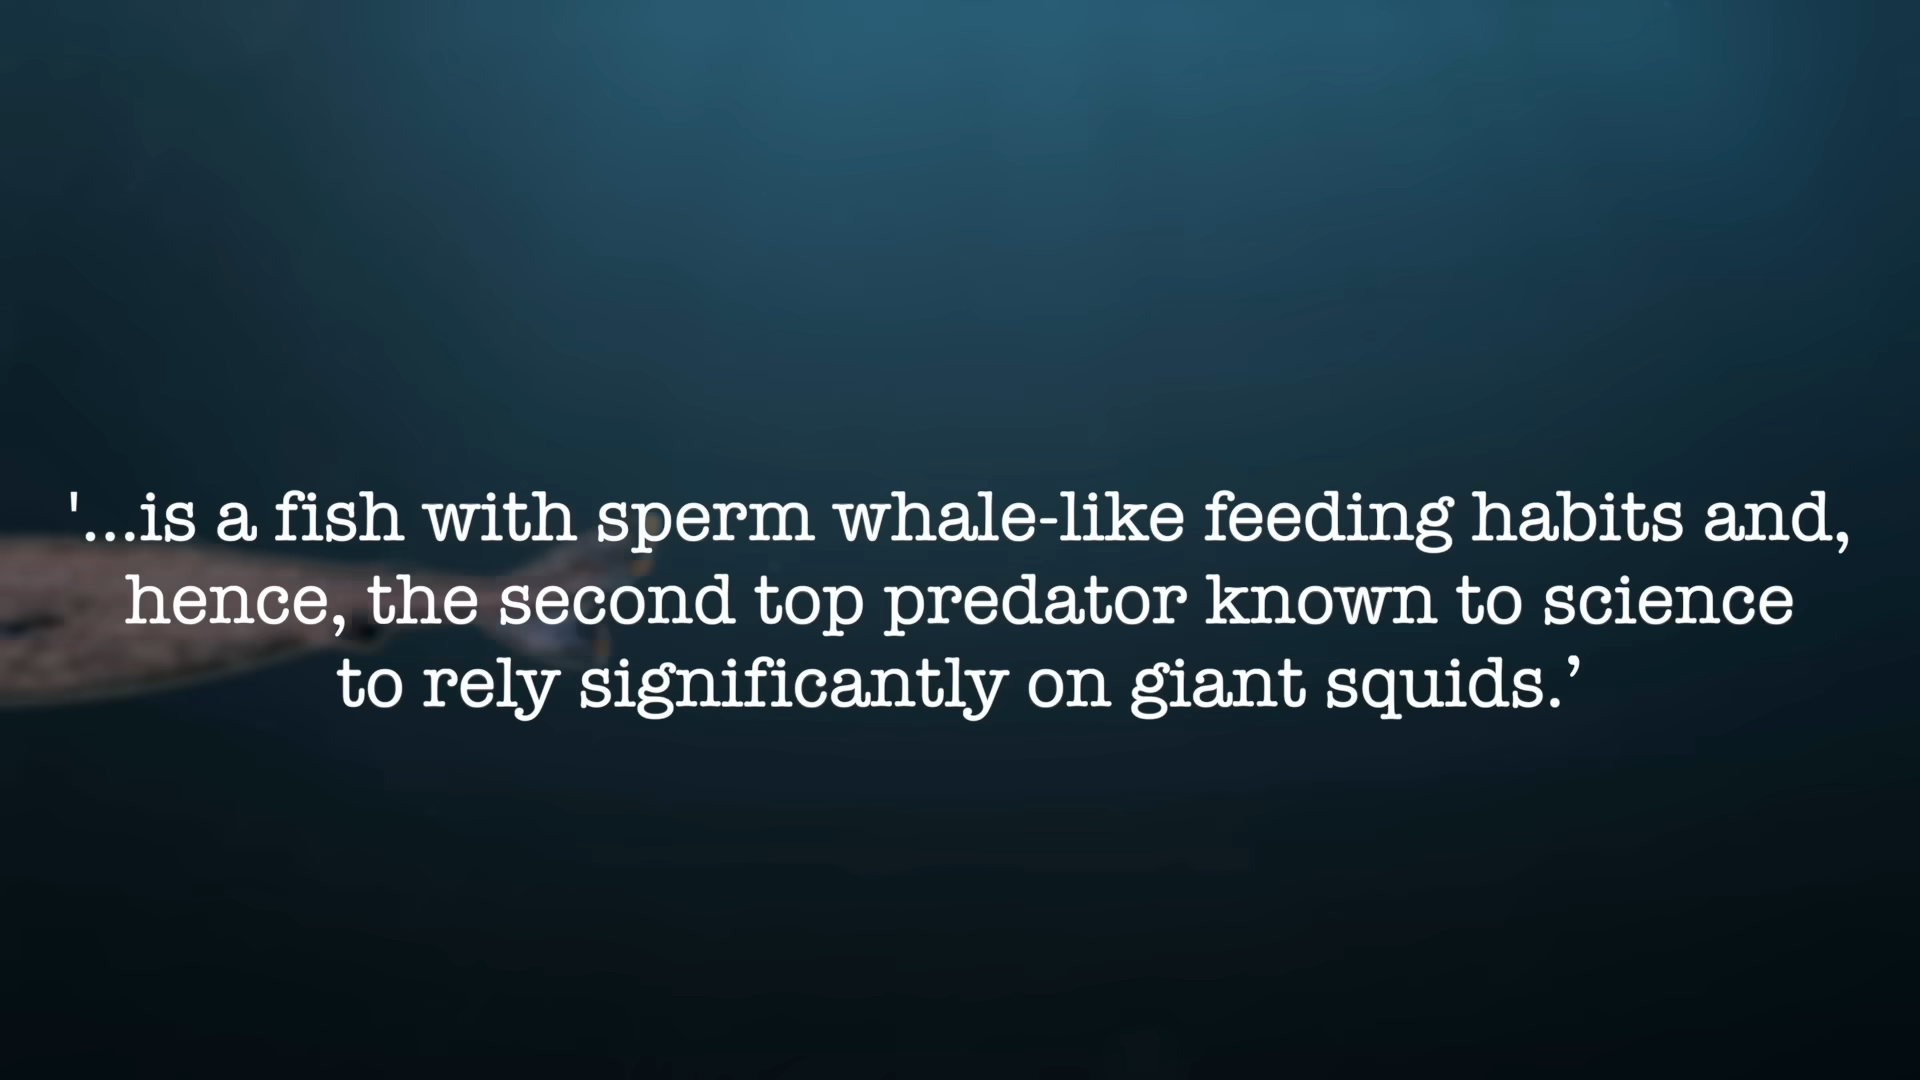 '...is a fish with sperm whale-like feeding habits and,
hence, the second top predator known to science
to rely significantly on giant squids.’